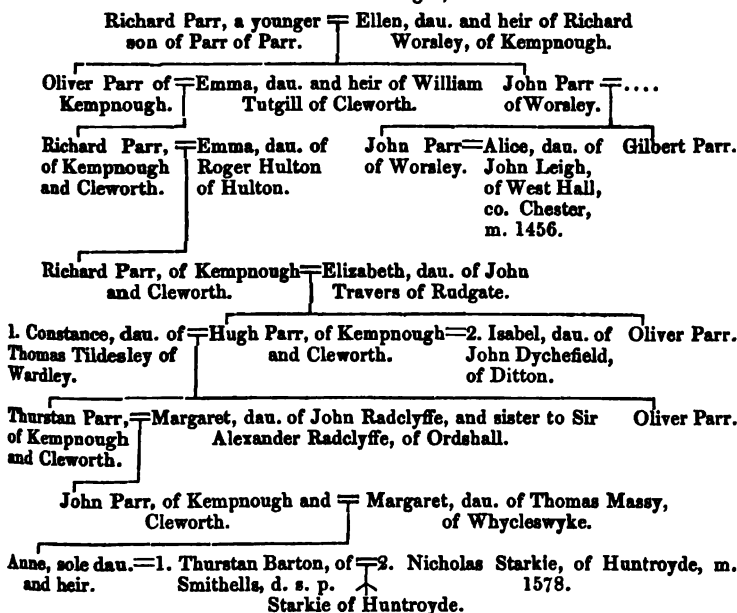 Richard Parr, a younger = Ellen, dau. and heir of Richard
son of Parr of Parr. Worsley, of Kempnough.
Oliver Parr of = Emma, dau. and heir of William John Parr = ....
Kempnough. Tutgill of Cleworth. of Worsley.
Richard Parr, = Emma, dau. of John Parr = Alice, dau. of Gilbert Parr.
of Kempnough Roger Hulton of Worsley. John Leigh,
and Cleworth. of Hulton. of West Hall,
co. Chester,
m. 1456.
Richard Parr, of Kempnough = Elizabeth, dau. of John
and Cleworth. Travers of Rudgate.
1. Constance, dau. of = Hugh Parr, of Kempnough = 2. Isabel, dau. of Oliver Parr.
Thomas Tildesley of and Cleworth. John Dychefield,
Wardley. of Ditton.
Thurstan Parr, = Margaret, dau. of John Radclyffe, and sister to Sir Oliver Parr.
of Kempnough Alexander Radclyffe, of Ordshall.
and Cleworth.
John Parr, of Kempnough and = Margaret, dau. of Thomas Massy,
Cleworth. of Whycleswyke.
Anne, sole dau. = 1. Thurstan Barton, of = 2. Nicholas Starkie, of Huntroyde, m.
and heir. Smithells, d. s. p. 1578.
Starkie of Huntroyde.